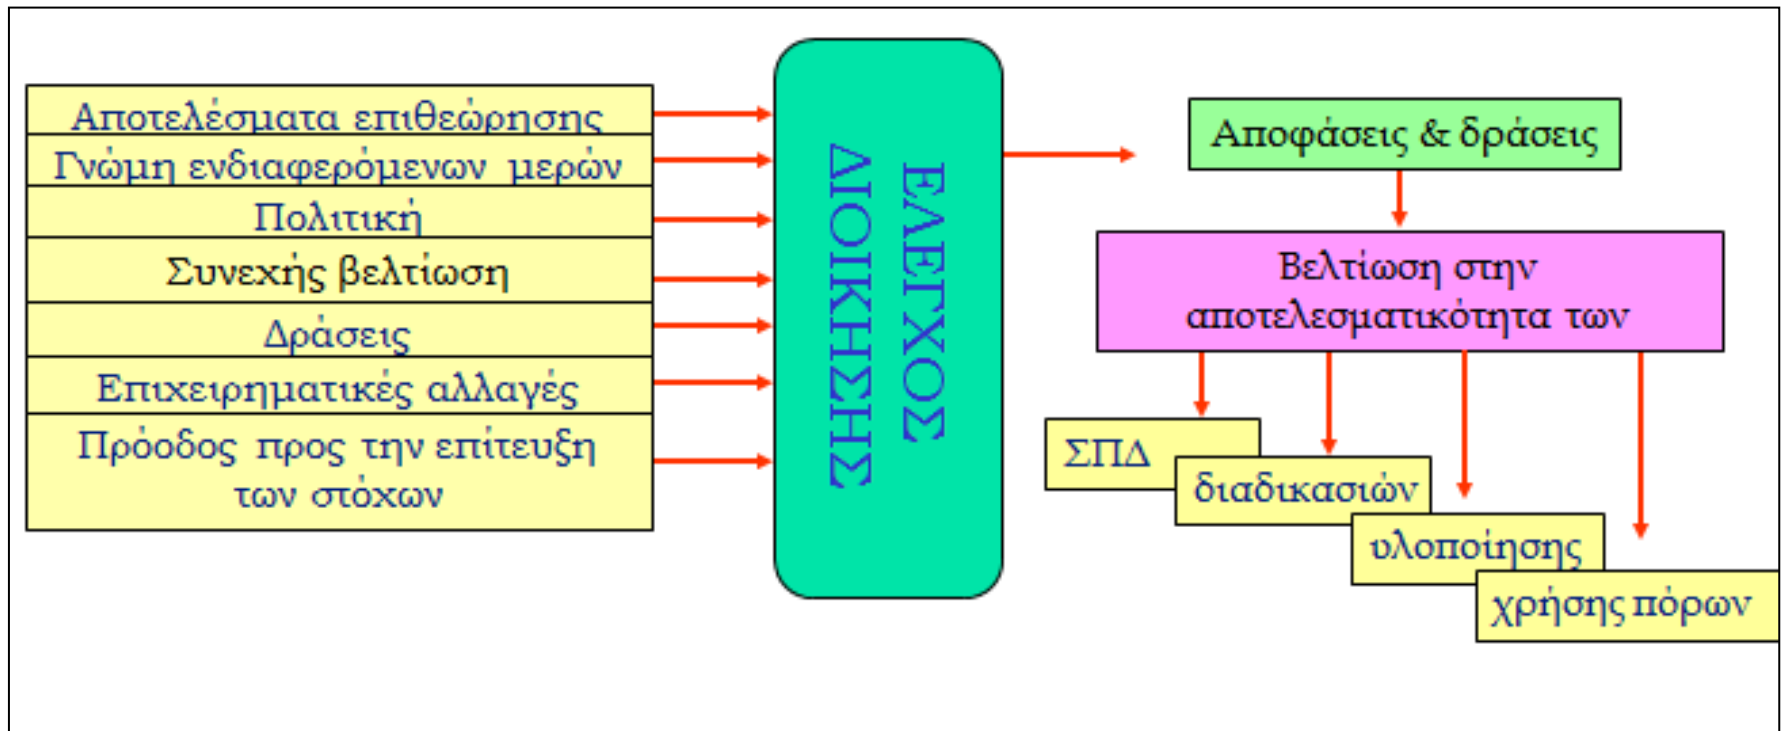 Αποτελέσματα επιθεώρησης
Γνώμη ενδιαφερόμενων μερών
Πολιτική
Συνεχής βελτίωση
Δράσεις
Επιχειρηματικές αλλαγές
Πρόοδος προς την επίτευξη
των στόχων
ΕΛΕΓΧΟΣ
ΔΙΟΙΚΗΣΗΣ
Αποφάσεις & δράσεις
Βελτίωση στην
αποτελεσματικότητα των
ΣΠΔ
διαδικασιών
υλοποίησης
χρήσης πόρων